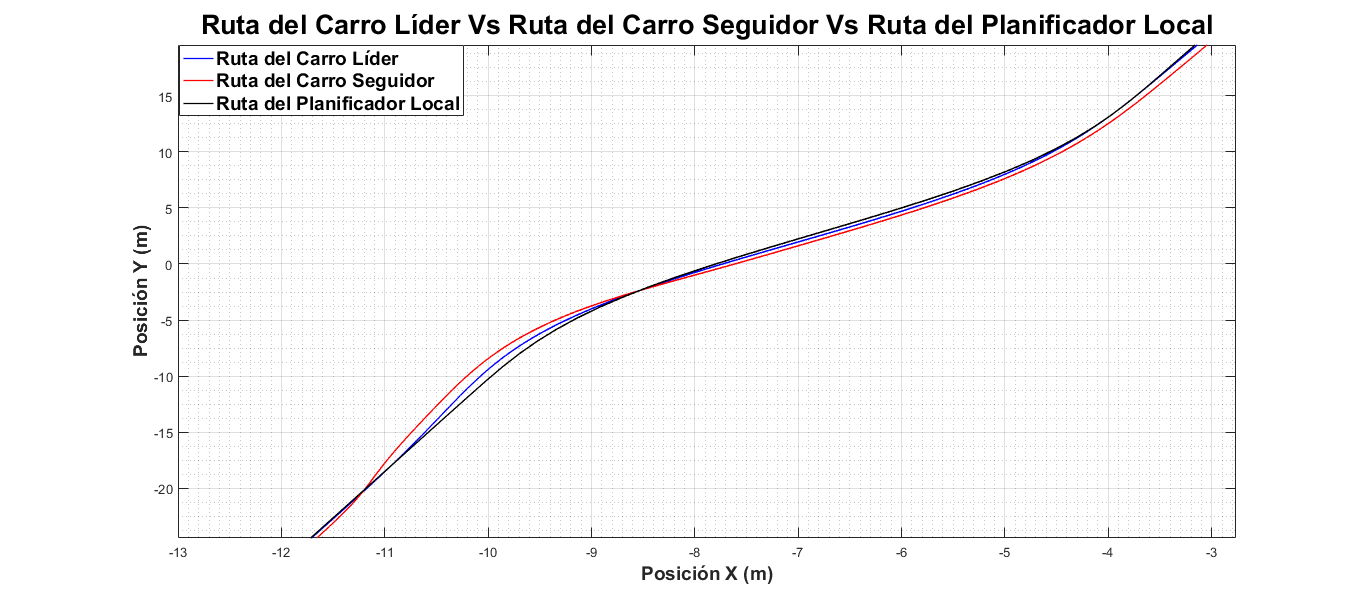 Ruta del Carro Líder Vs Ruta del Carro Seguidor Vs Ruta del Planificador Local
Ruta del Carro Líder
Ruta del Carro Seguidor
Ruta del Planificador Local
15
10
5
0
-5
-10
-15
-20
Posición Y (m)
-13 -12 -11 -10 -9 -8 -7 -6 -5 -4 -3
Posición X (m)